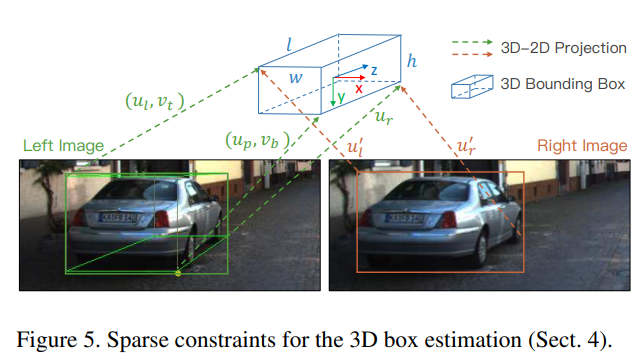 l
3D-2D Projection
w
h
z
x
y
3D Bounding Box
(u_l, v_t)
u_r
Left Image
(u_p, v_b)
u'_l
u'_r
Right Image
Figure 5. Sparse constraints for the 3D box estimation (Sect. 4).